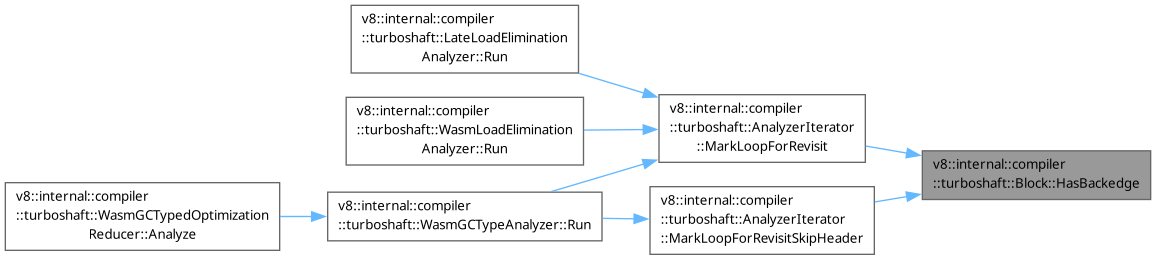 v8::internal::compiler
::turboshaft::LateLoadElimination
Analyzer::Run
v8::internal::compiler
::turboshaft::WasmLoadElimination
Analyzer::Run
v8::internal::compiler
::turboshaft::AnalyzerIterator
::MarkLoopForRevisit
v8::internal::compiler
::turboshaft::Block::HasBackedge
v8::internal::compiler
::turboshaft::WasmGCTypedOptimization
Reducer::Analyze
v8::internal::compiler
::turboshaft::WasmGCTypeAnalyzer::Run
v8::internal::compiler
::turboshaft::AnalyzerIterator
::MarkLoopForRevisitSkipHeader